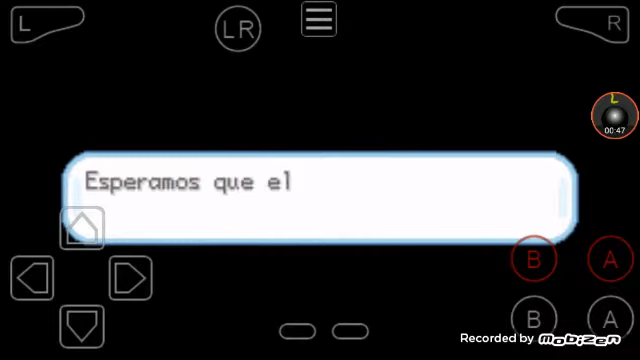 L
LR
R
00:47
Esperamos que el
B
A
B
A
Recorded by Mobizen